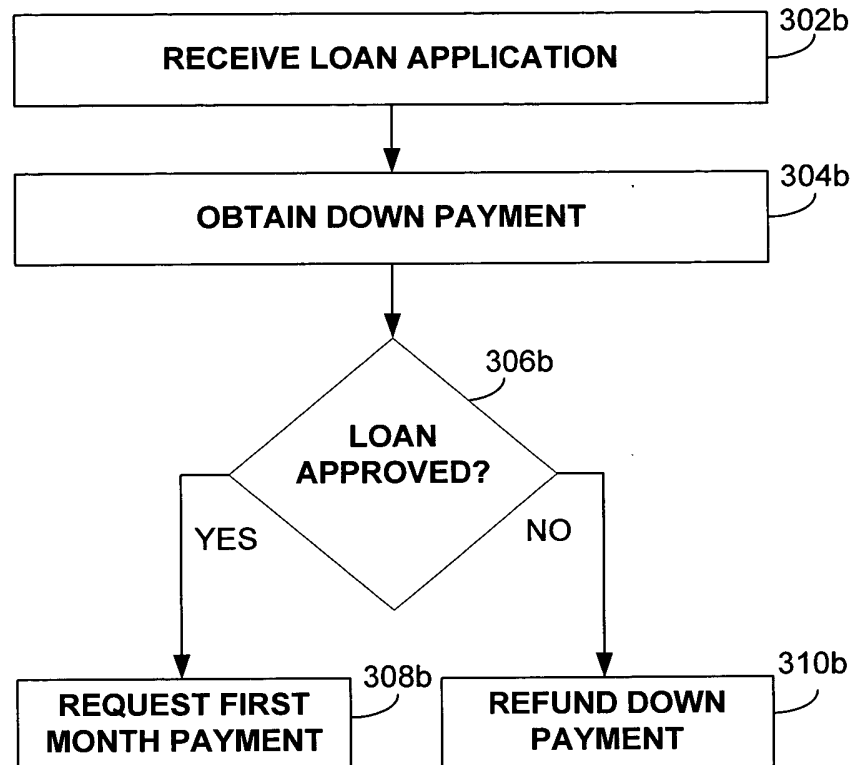 302b
RECEIVE LOAN APPLICATION
304b
OBTAIN DOWN PAYMENT
306b
LOAN
APPROVED?
YES
NO
308b
REQUEST FIRST
MONTH PAYMENT
310b
REFUND DOWN
PAYMENT